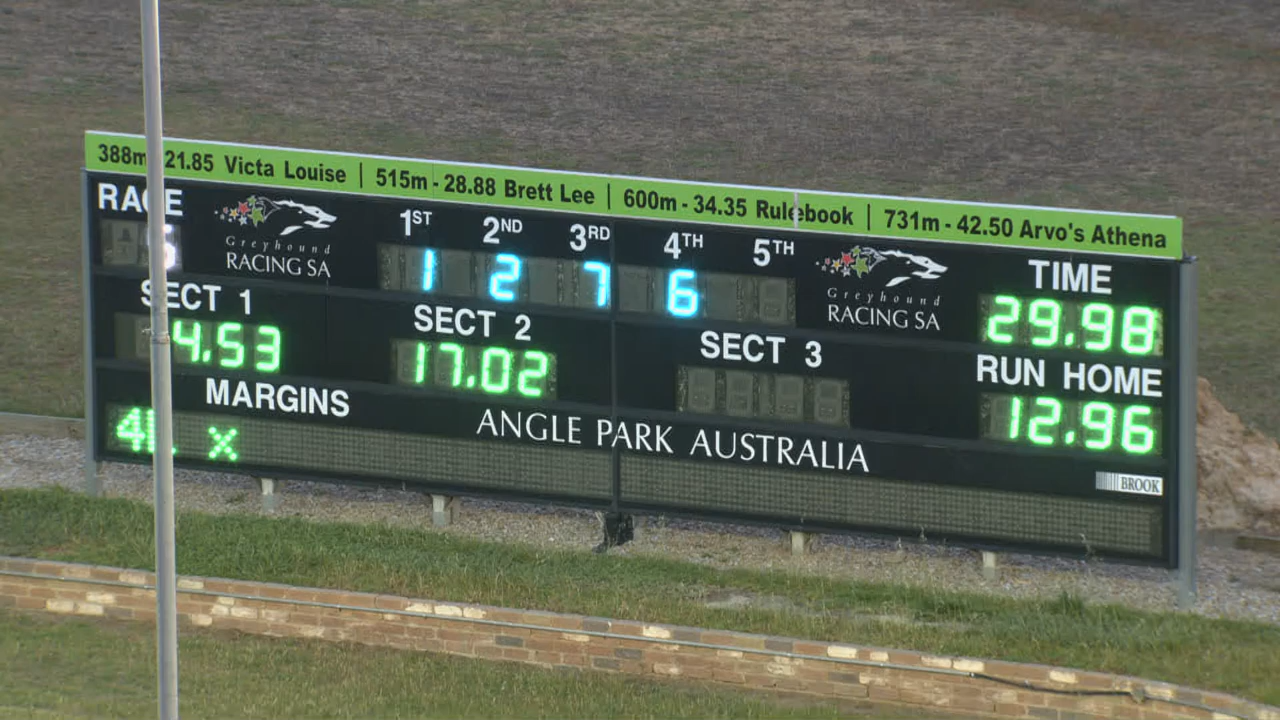 388m 21.85 Victa Louise | 515m - 28.88 Brett Lee | 600m - 34.35 Rulebook | 731m - 42.50 Arvo's Athena
RACE
Greyhound
RACING SA
1ST 2ND 3RD 4TH 5TH
1 2 7 6
Greyhound
RACING SA
TIME
29.98
SECT 1
4.53
SECT 2
17.02
SECT 3
RUN HOME
12.96
MARGINS
ANGLE PARK AUSTRALIA
4L x
BROOK